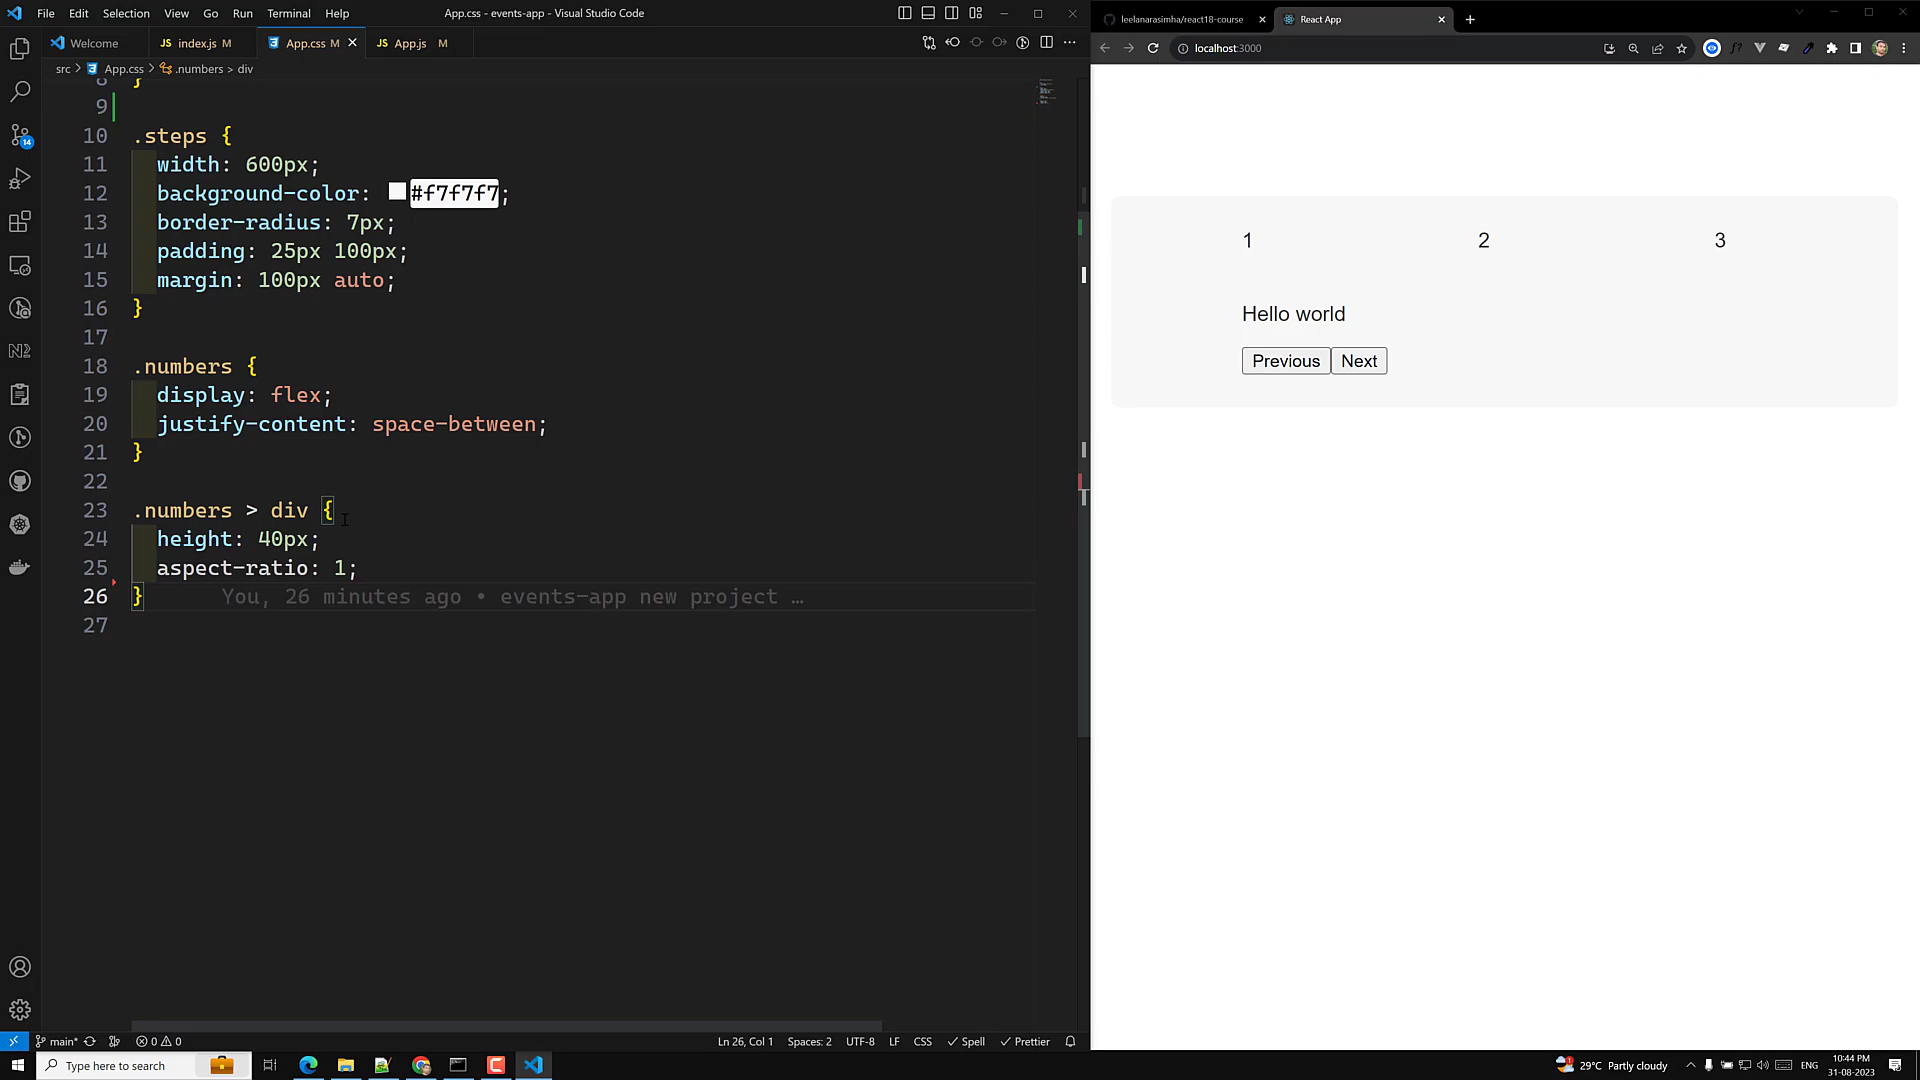 File Edit Selection View Go Run Terminal Help
App.css - events-app - Visual Studio Code
Welcome
JS index.js M
App.css M
JS App.js M
src > App.css > .numbers > div
8 }
9
10 .steps {
11 width: 600px;
12 background-color: #f7f7f7;
13 border-radius: 7px;
14 padding: 25px 100px;
15 margin: 100px auto;
16 }
17
18 .numbers {
19 display: flex;
20 justify-content: space-between;
21 }
22
23 .numbers > div {
24 height: 40px;
25 aspect-ratio: 1;
26 } You, 26 minutes ago • events-app new project …
27
14
main*
0 0
Ln 26, Col 1
Spaces: 2
UTF-8
LF
CSS
Spell
Prettier
leelanarasimha/react18-course
React App
localhost:3000
1 2 3
Hello world
Previous Next
Type here to search
29°C Partly cloudy
ENG
10:44 PM
31-08-2023